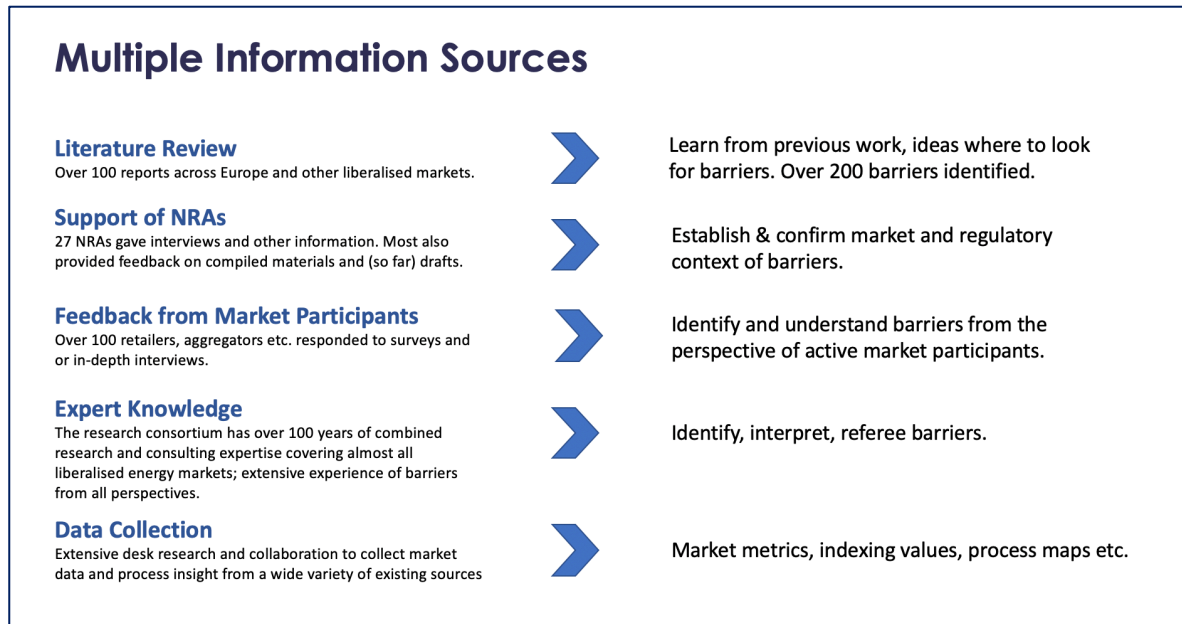 Multiple Information Sources
Literature Review
Over 100 reports across Europe and other liberalised markets.
Learn from previous work, ideas where to look
for barriers. Over 200 barriers identified.
Support of NRAs
27 NRAs gave interviews and other information. Most also
provided feedback on compiled materials and (so far) drafts.
Establish & confirm market and regulatory
context of barriers.
Feedback from Market Participants
Over 100 retailers, aggregators etc. responded to surveys and
or in-depth interviews.
Identify and understand barriers from the
perspective of active market participants.
Expert Knowledge
The research consortium has over 100 years of combined
research and consulting expertise covering almost all
liberalised energy markets; extensive experience of barriers
from all perspectives.
Identify, interpret, referee barriers.
Data Collection
Extensive desk research and collaboration to collect market
data and process insight from a wide variety of existing sources
Market metrics, indexing values, process maps etc.